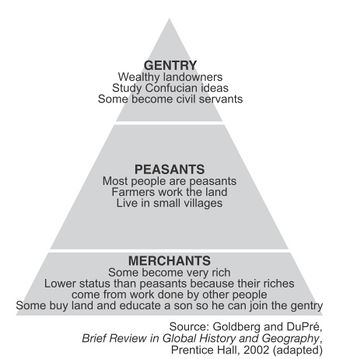 GENTRY
Wealthy landowners
Study Confucian ideas
Some become civil servants
PEASANTS
Most people are peasants
Farmers work the land
Live in small villages
MERCHANTS
Some become very rich
Lower status than peasants because their riches
come from work done by other people
Some buy land and educate a son so he can join the gentry
Source: Goldberg and DuPré,
Brief Review in Global History and Geography,
Prentice Hall, 2002 (adapted)